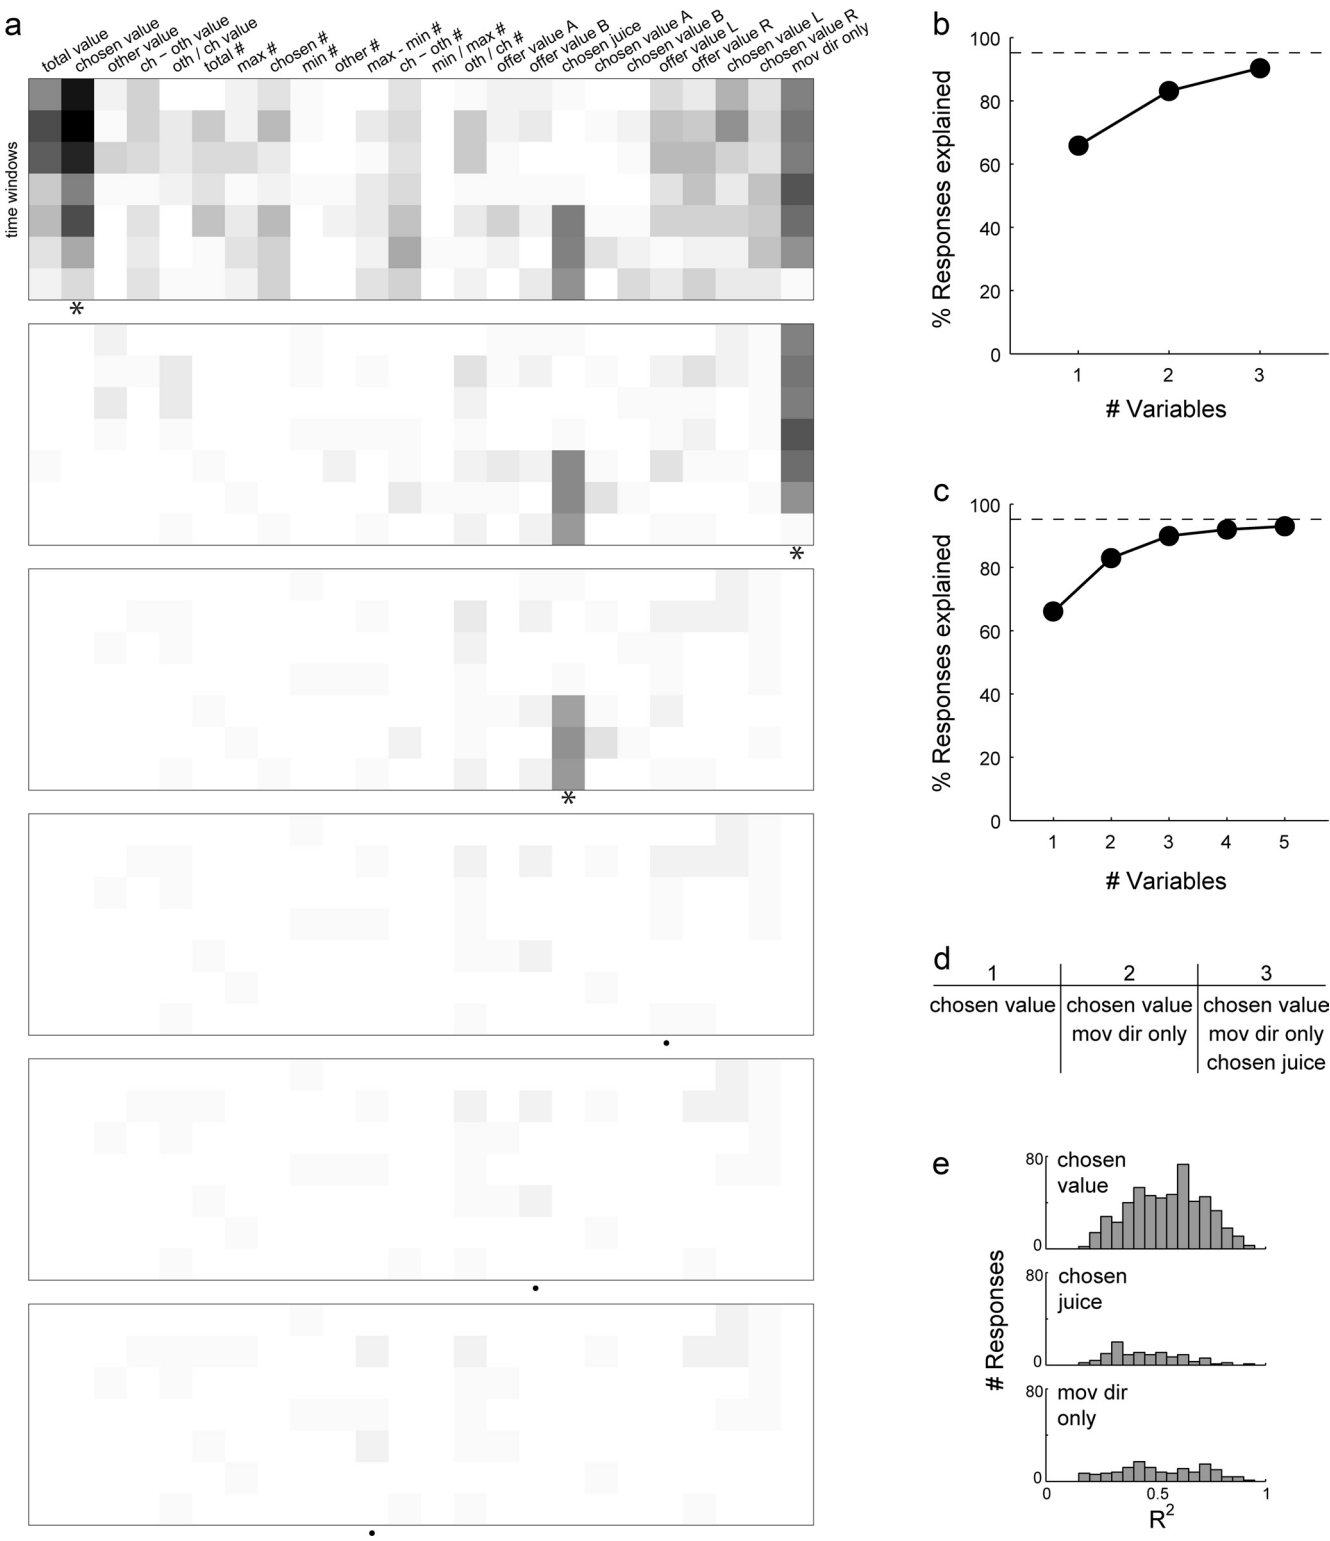 a
total value
chosen value
other value
ch – oth value
oth / ch value
total #
max #
chosen #
min #
other #
max - min #
ch – oth #
min / max #
oth / ch #
offer value A
offer value B
chosen juice
chosen value A
chosen value B
offer value L
offer value R
chosen value L
chosen value R
mov dir only
time windows
*
*
*
•
•
•
b
100
80
60
40
20
0
% Responses explained
1 2 3
# Variables
c
100
80
60
40
20
0
% Responses explained
1 2 3 4 5
# Variables
d
1 2 3
chosen value chosen value chosen value
mov dir only mov dir only
chosen juice
e
# Responses
80
chosen
value
0
80
chosen
juice
0
80
mov dir
only
0
0 0.5 1
R²